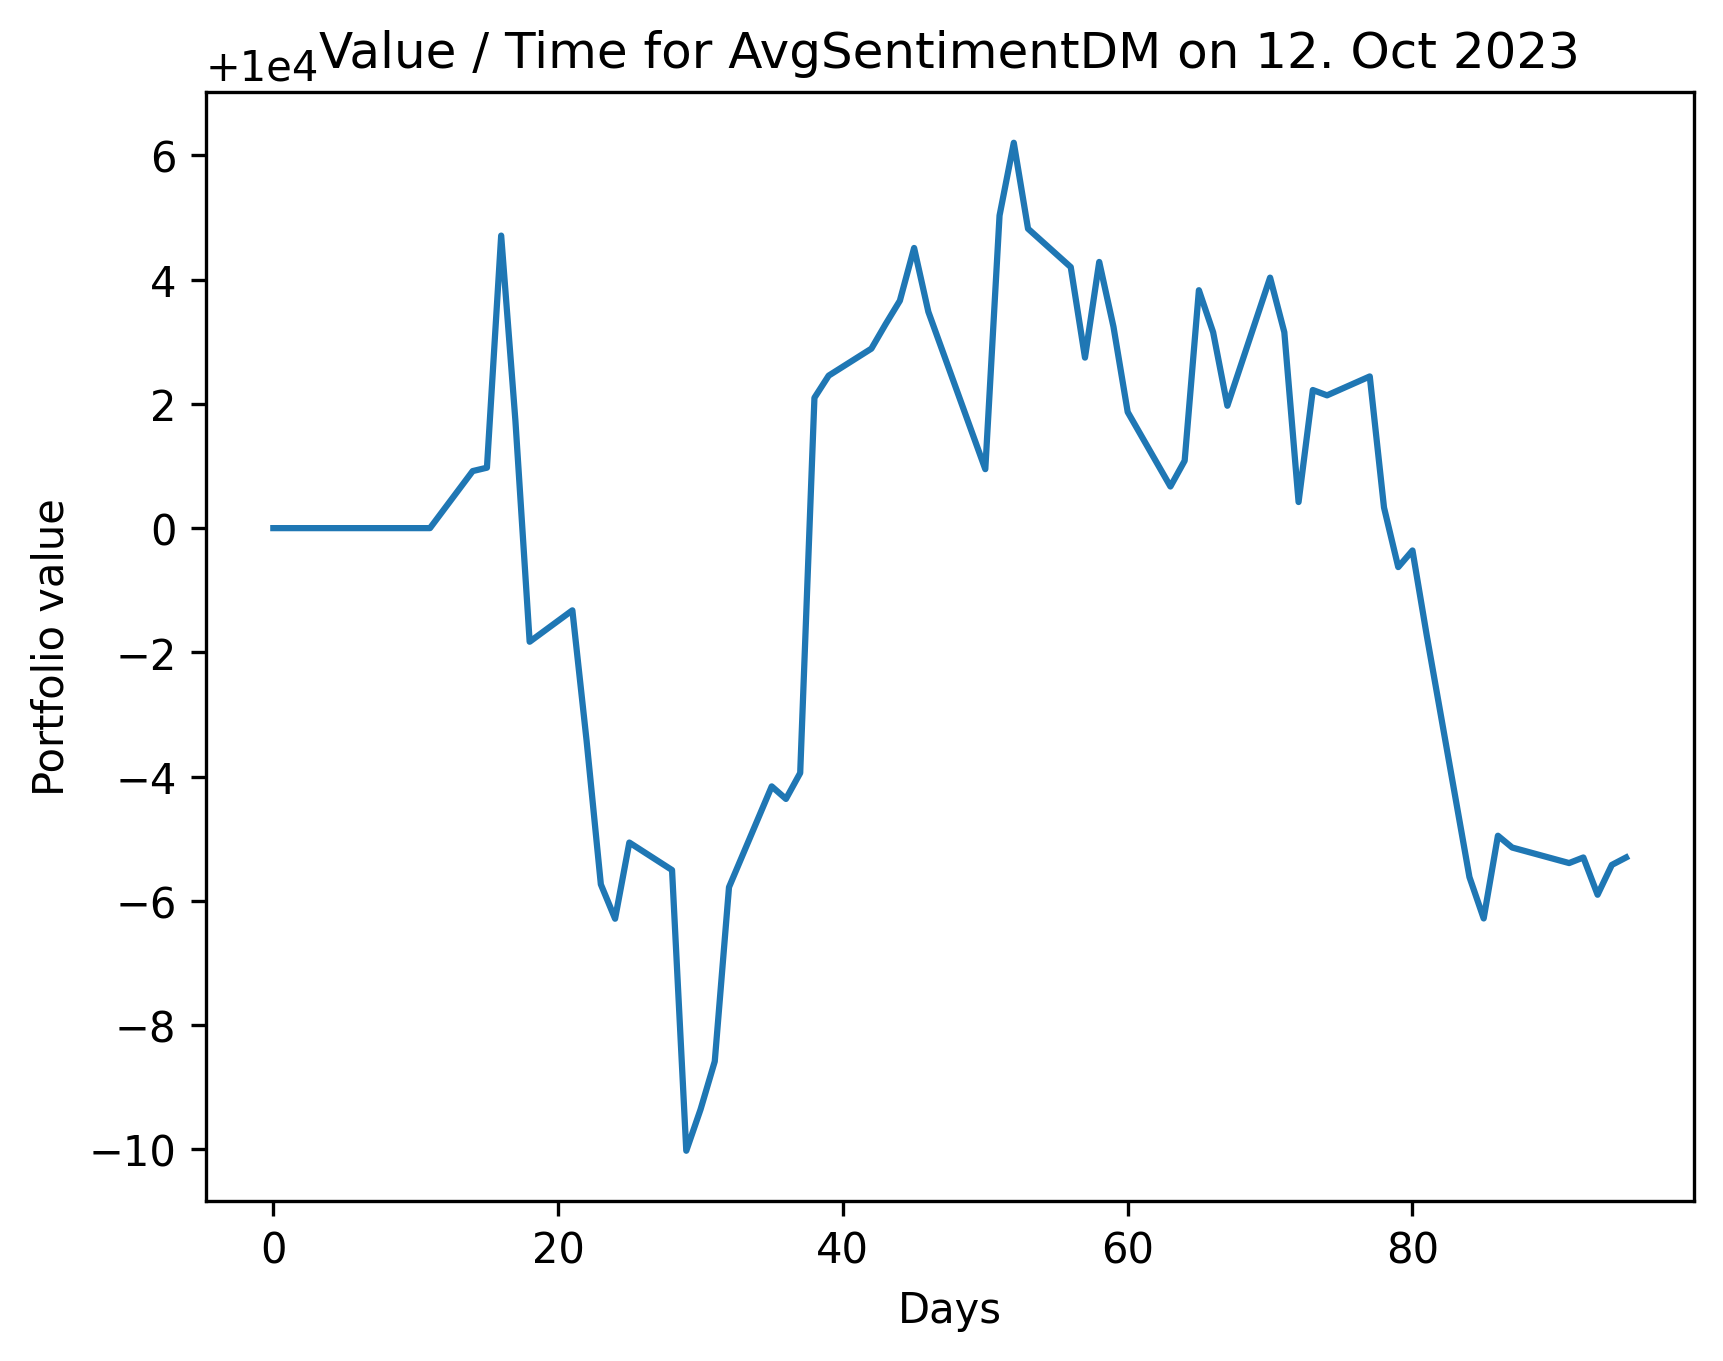 Value / Time for AvgSentimentDM on 12. Oct 2023
+1e4
6
4
2
0
−2
−4
−6
−8
−10
Portfolio value
0 20 40 60 80
Days